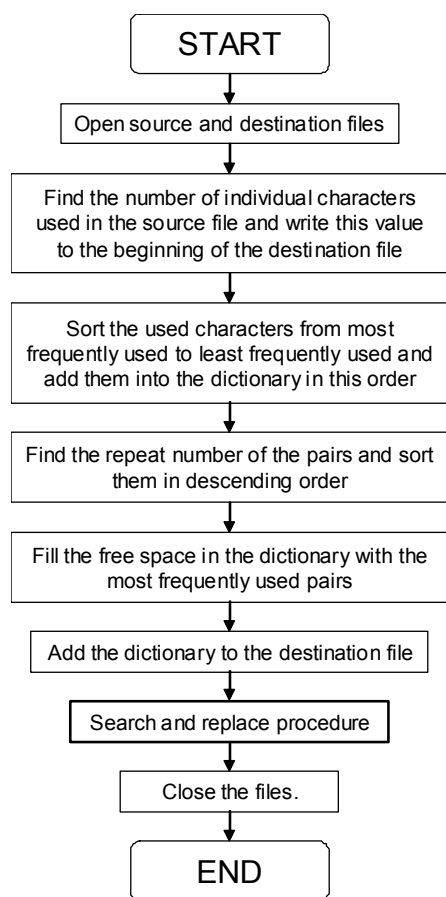 START
Open source and destination files
Find the number of individual characters
used in the source file and write this value
to the beginning of the destination file
Sort the used characters from most
frequently used to least frequently used and
add them into the dictionary in this order
Find the repeat number of the pairs and sort
them in descending order
Fill the free space in the dictionary with the
most frequently used pairs
Add the dictionary to the destination file
Search and replace procedure
Close the files.
END